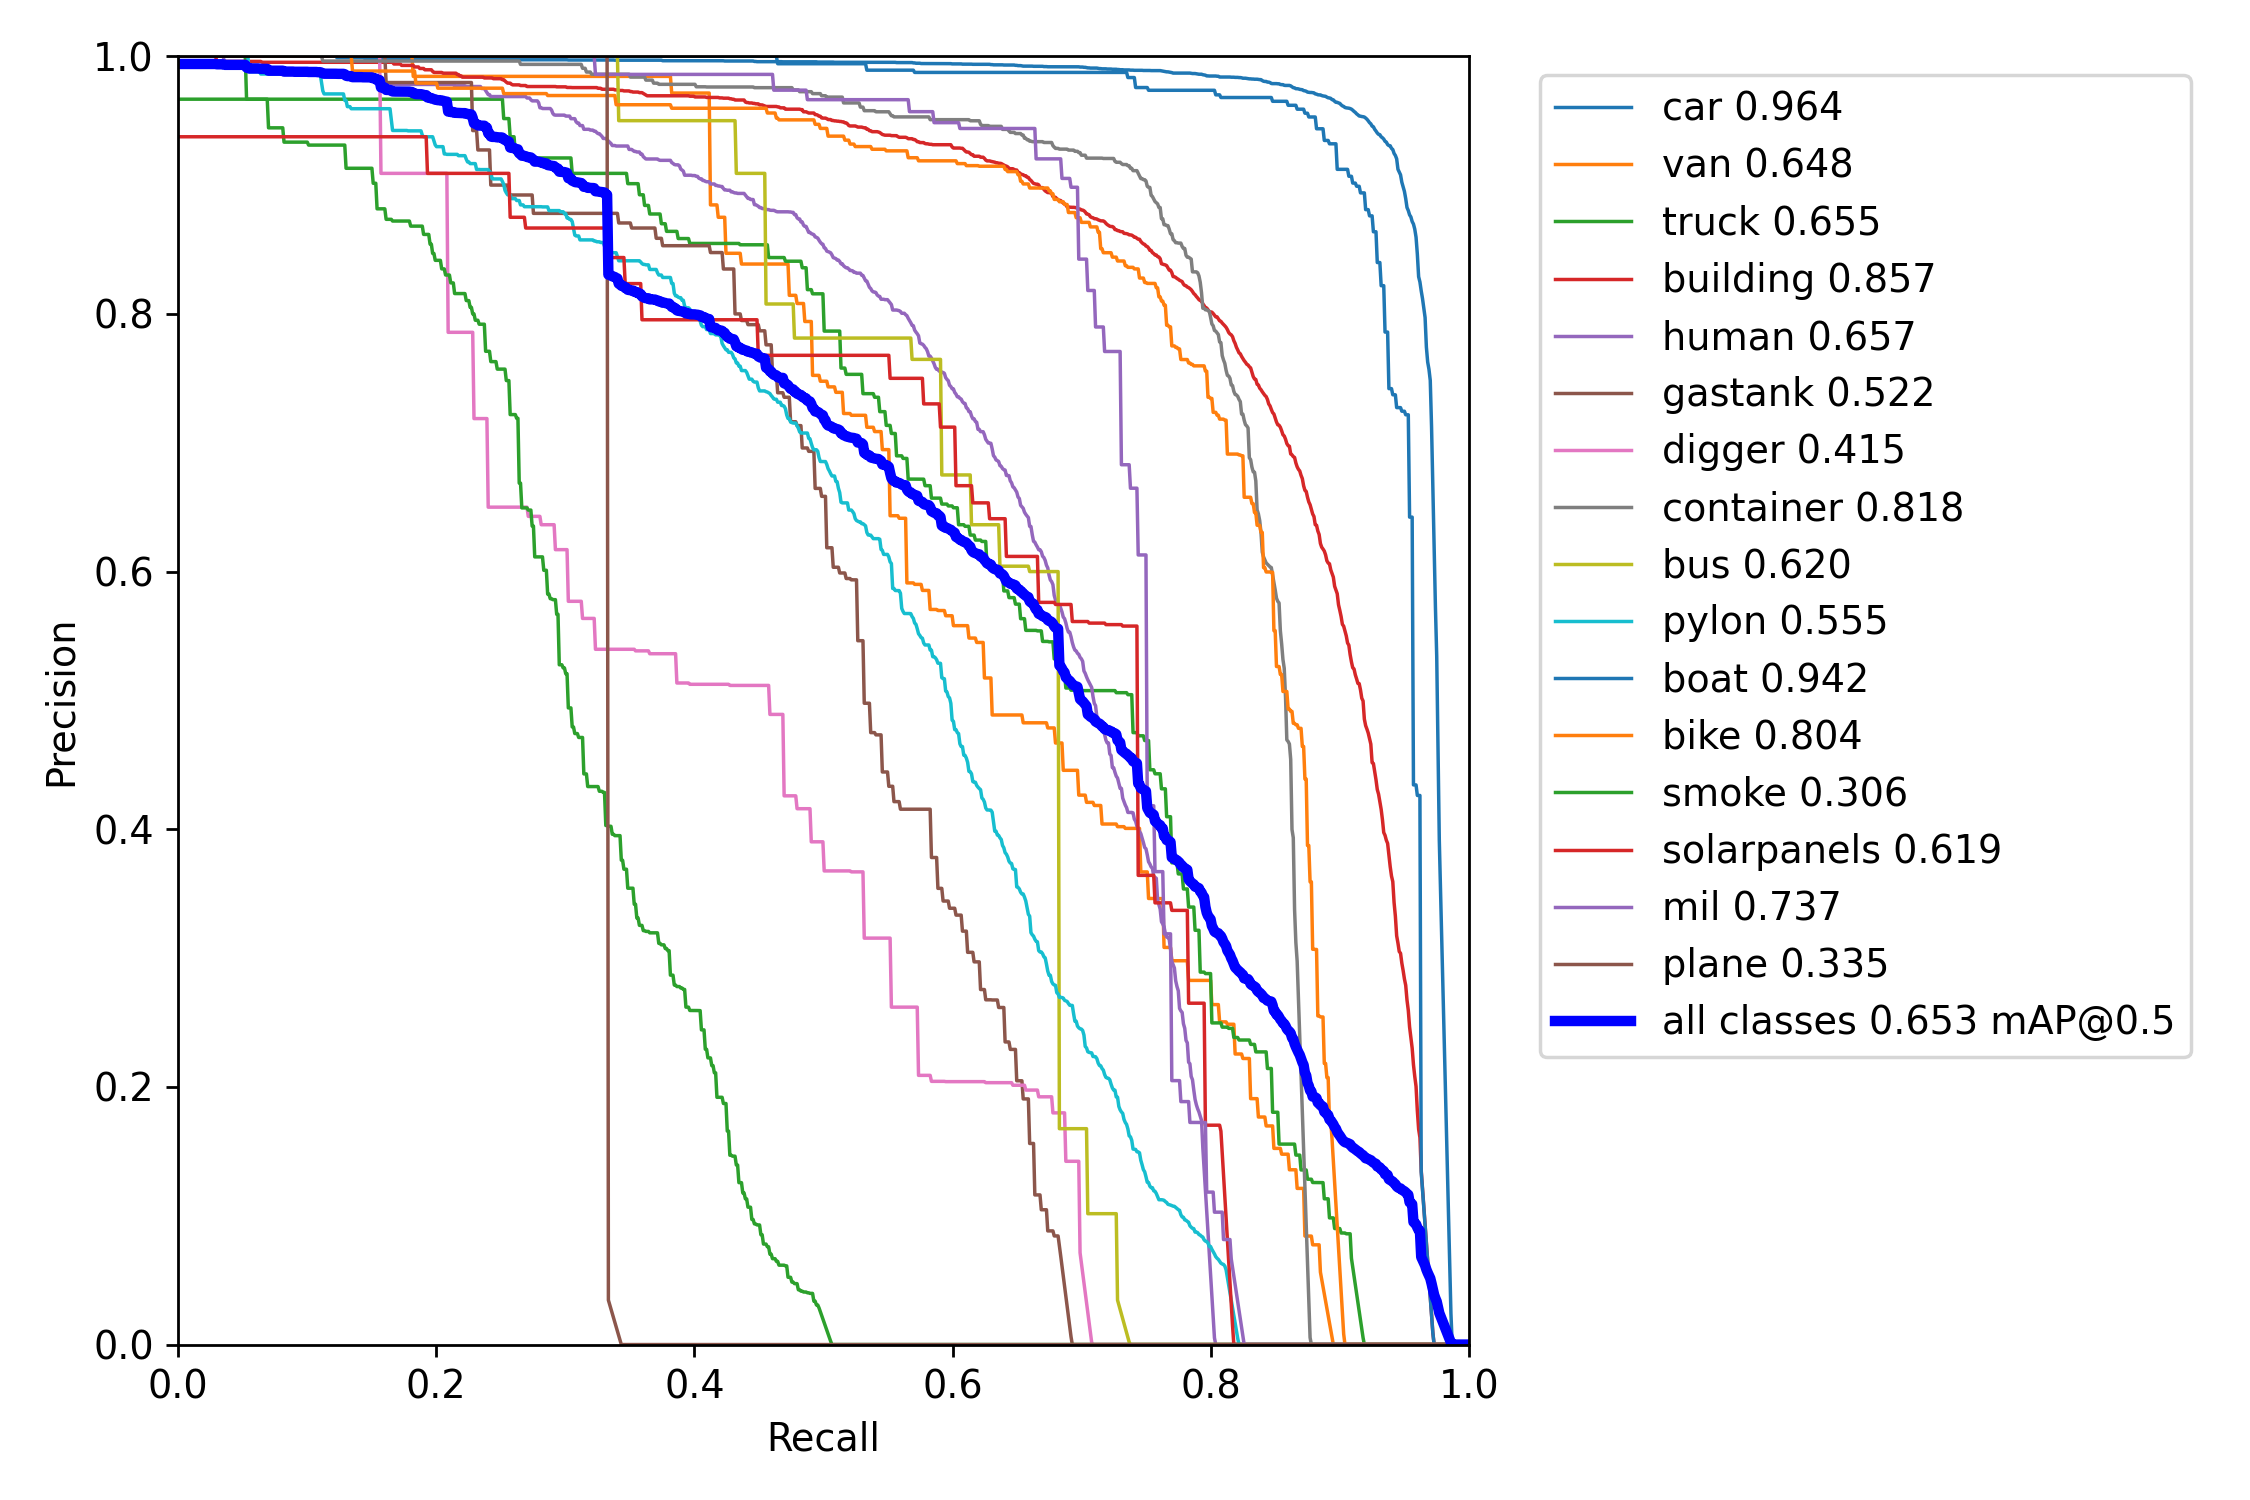 1.0
0.8
0.6
0.4
0.2
0.0
Precision
0.0 0.2 0.4 0.6 0.8 1.0
Recall
car 0.964
van 0.648
truck 0.655
building 0.857
human 0.657
gastank 0.522
digger 0.415
container 0.818
bus 0.620
pylon 0.555
boat 0.942
bike 0.804
smoke 0.306
solarpanels 0.619
mil 0.737
plane 0.335
all classes 0.653 mAP@0.5